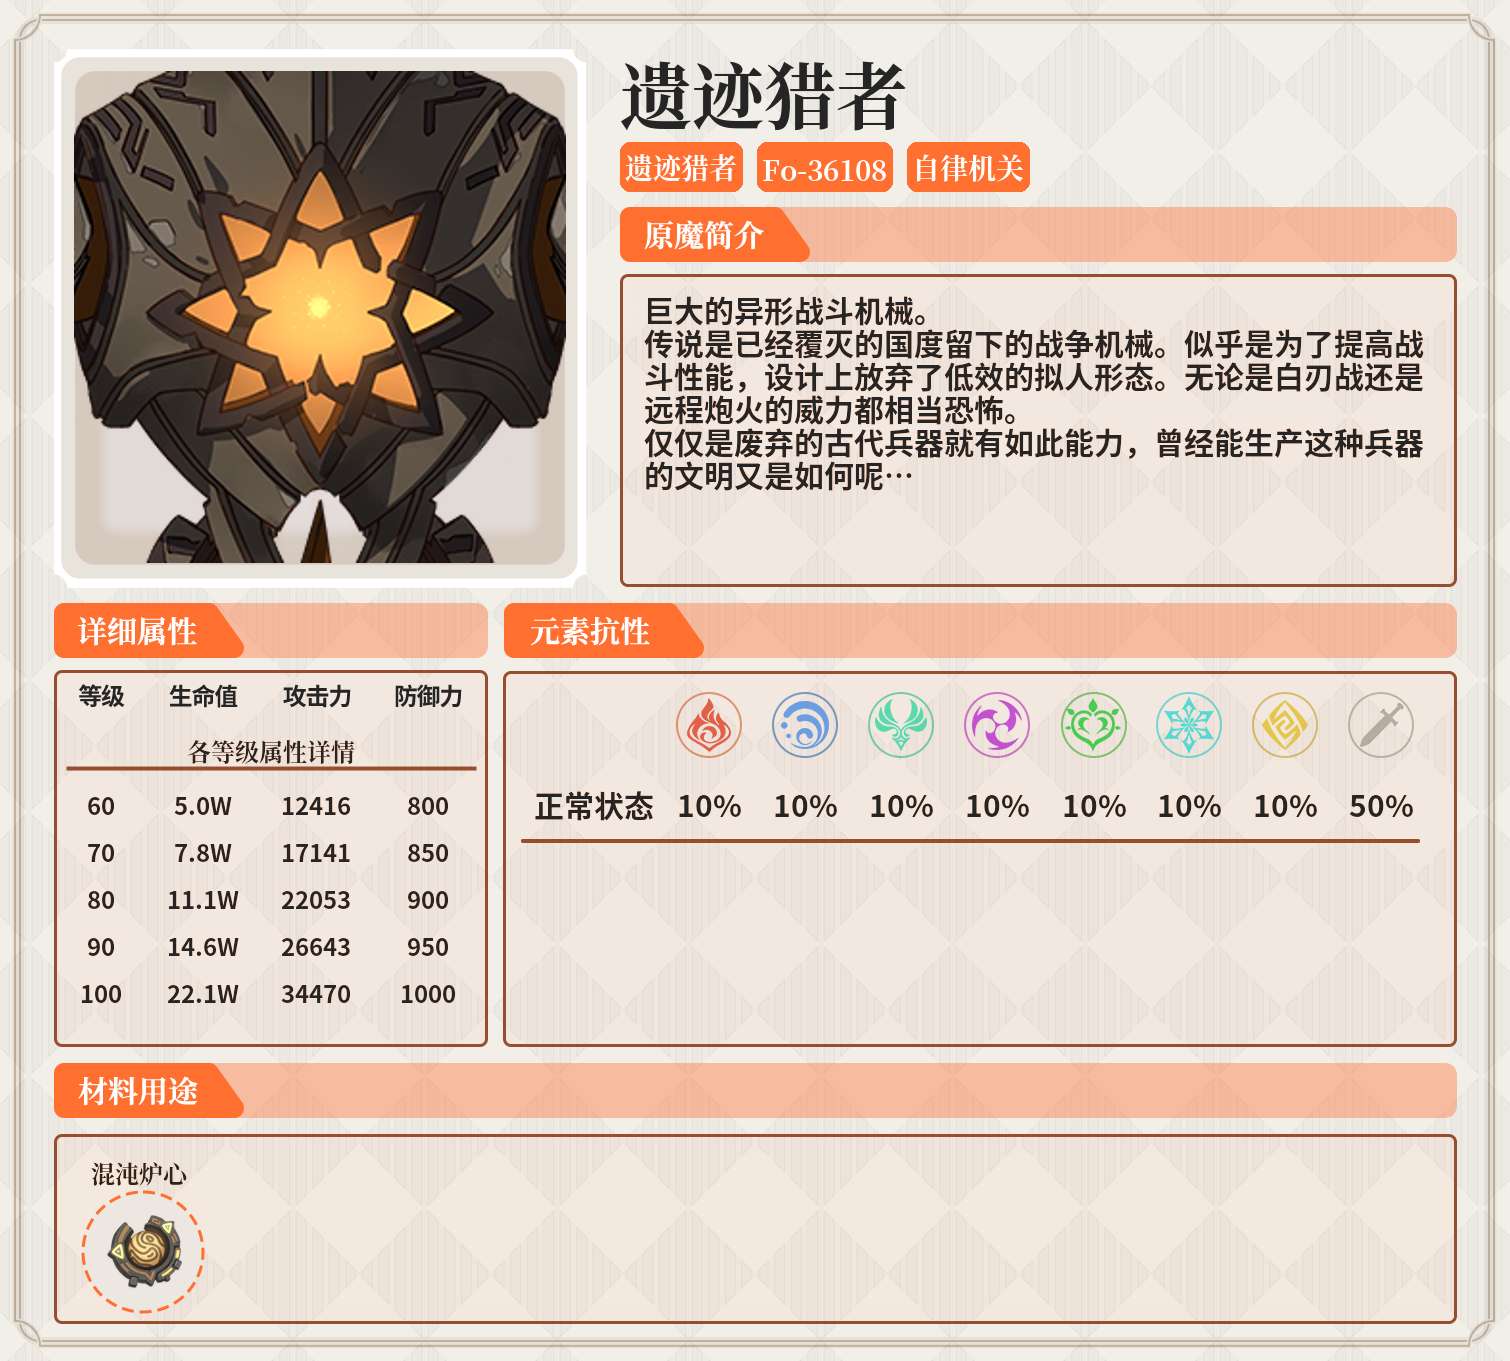 遗迹猎者
遗迹猎者 Fo-36108 自律机关
原魔简介
巨大的异形战斗机械。
传说是已经覆灭的国度留下的战争机械。似乎是为了提高战
斗性能，设计上放弃了低效的拟人形态。无论是白刃战还是
远程炮火的威力都相当恐怖。
仅仅是废弃的古代兵器就有如此能力，曾经能生产这种兵器
的文明又是如何呢…
详细属性
等级 生命值 攻击力 防御力
各等级属性详情
60 5.0W 12416 800
70 7.8W 17141 850
80 11.1W 22053 900
90 14.6W 26643 950
100 22.1W 34470 1000
元素抗性
正常状态 10% 10% 10% 10% 10% 10% 10% 50%
材料用途
混沌炉心